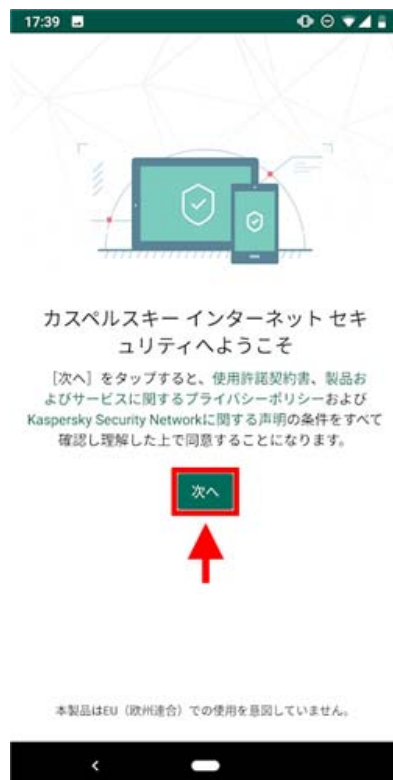 17:39
カスペルスキー インターネット セキ
ュリティへようこそ
［次へ］をタップすると、使用許諾契約書、製品お
よびサービスに関するプライバシーポリシーおよび
Kaspersky Security Networkに関する声明の条件をすべて
確認し理解した上で同意することになります。
次へ
本製品はEU（欧州連合）での使用を意図していません。